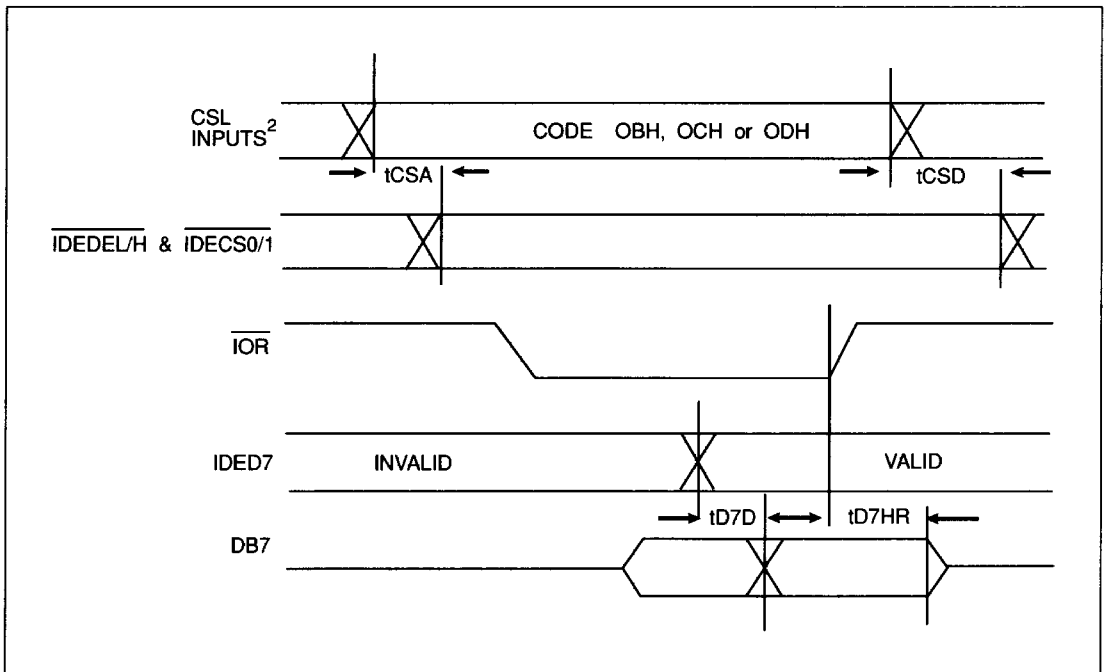 CSL
INPUTS²
CODE OBH, OCH or ODH
tCSA
tCSD
IDEDEL/H & IDECS0/1
IOR
IDED7
INVALID
VALID
tD7D
tD7HR
DB7